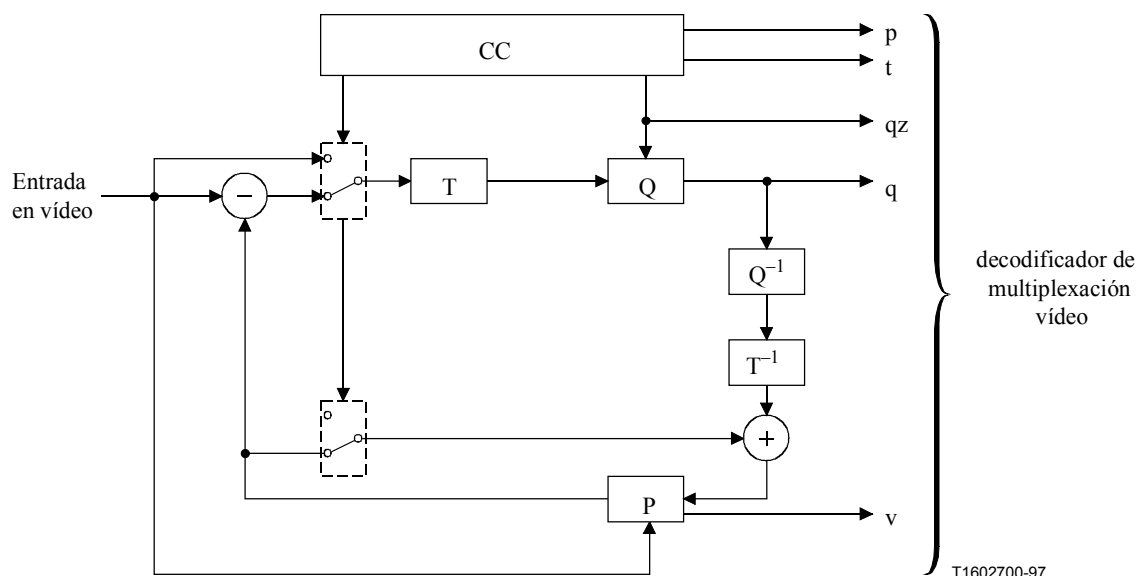 CC
p
t
qz
Entrada
en vídeo
-
T
Q
q
Q⁻¹
decodificador de
multiplexación
vídeo
T⁻¹
+
P
v
T1602700-97